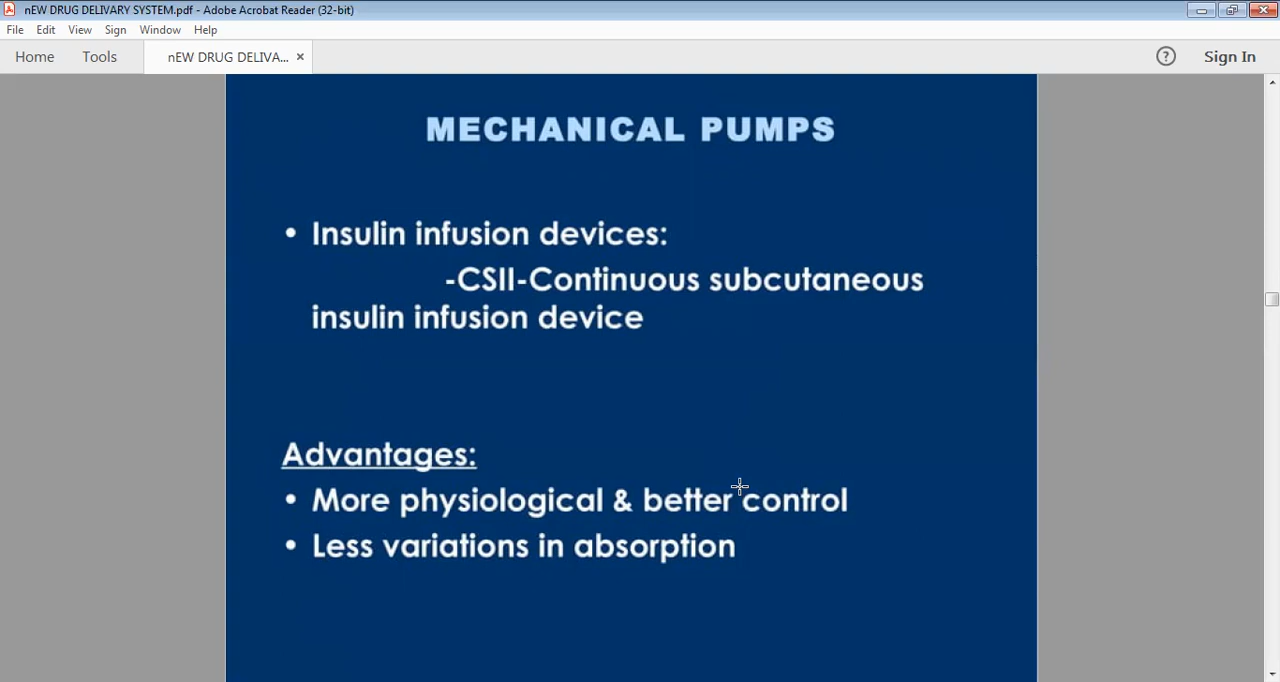 nEW DRUG DELIVARY SYSTEM.pdf - Adobe Acrobat Reader (32-bit)
File Edit View Sign Window Help
Home Tools nEW DRUG DELIVA... × ? Sign In
MECHANICAL PUMPS
• Insulin infusion devices:
-CSII-Continuous subcutaneous
insulin infusion device
Advantages:
• More physiological & better control
• Less variations in absorption